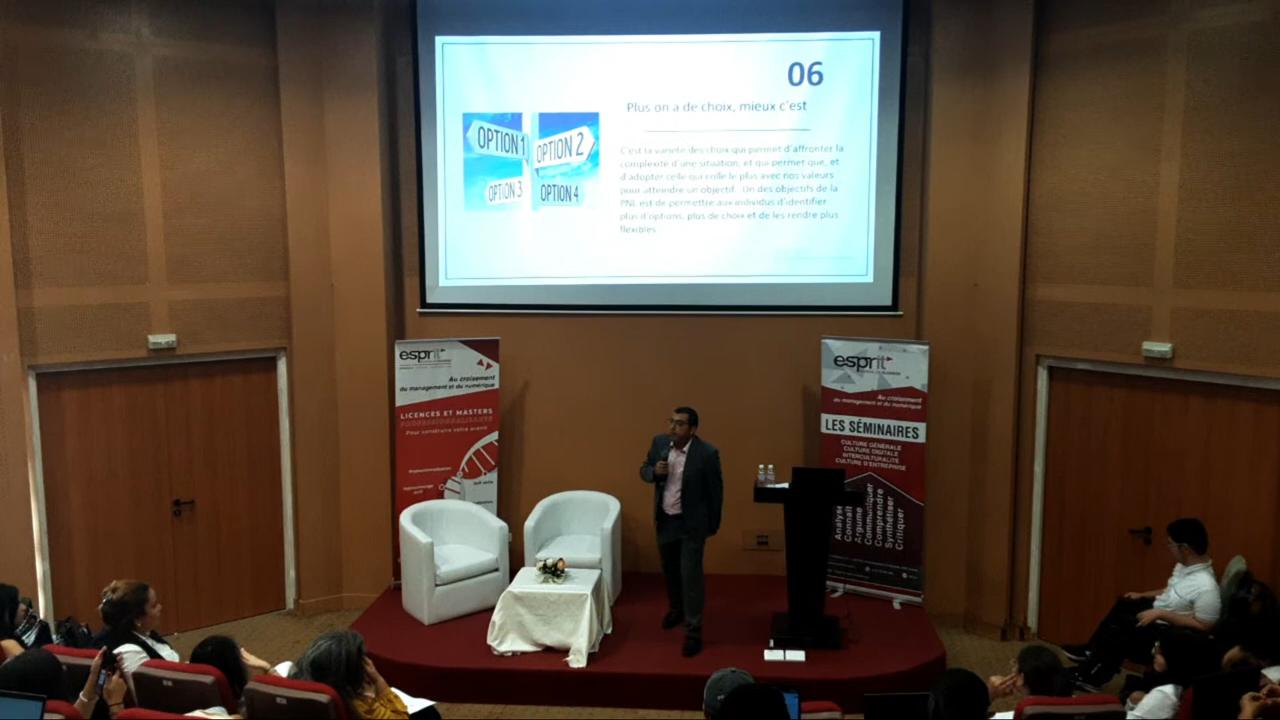 06
Plus on a de choix, mieux c'est
OPTION 1
OPTION 2
OPTION 3
OPTION 4
C'est la variété des choix qui permet d'affronter la
complexité d'une situation, et qui permet que, et
d'adopter celle qui colle le plus avec nos valeurs
pour atteindre un objectif. Un des objectifs de la
PNL est de permettre aux individus d'identifier
plus d'options, plus de choix et de les rendre plus
flexibles
esprit
Au croisement
du management et du numérique
LICENCES ET MASTERS
PROFESSIONNALISANTS
Pour construire votre avenir
esprit
Au croisement
du management et du numérique
LES SÉMINAIRES
CULTURE GÉNÉRALE
CULTURE DIGITALE
INTERCULTURALITÉ
CULTURE D'ENTREPRISE
Communiquer
Comprendre
Synthétiser
Critiquer